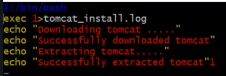 #!/bin/bash
exec 1>tomcat_install.log
echo "Downloading tomcat ....."
echo "Successfully downloaded tomcat"
echo "Extracting tomcat....."
echo "Successfully extracted tomcat"1
~